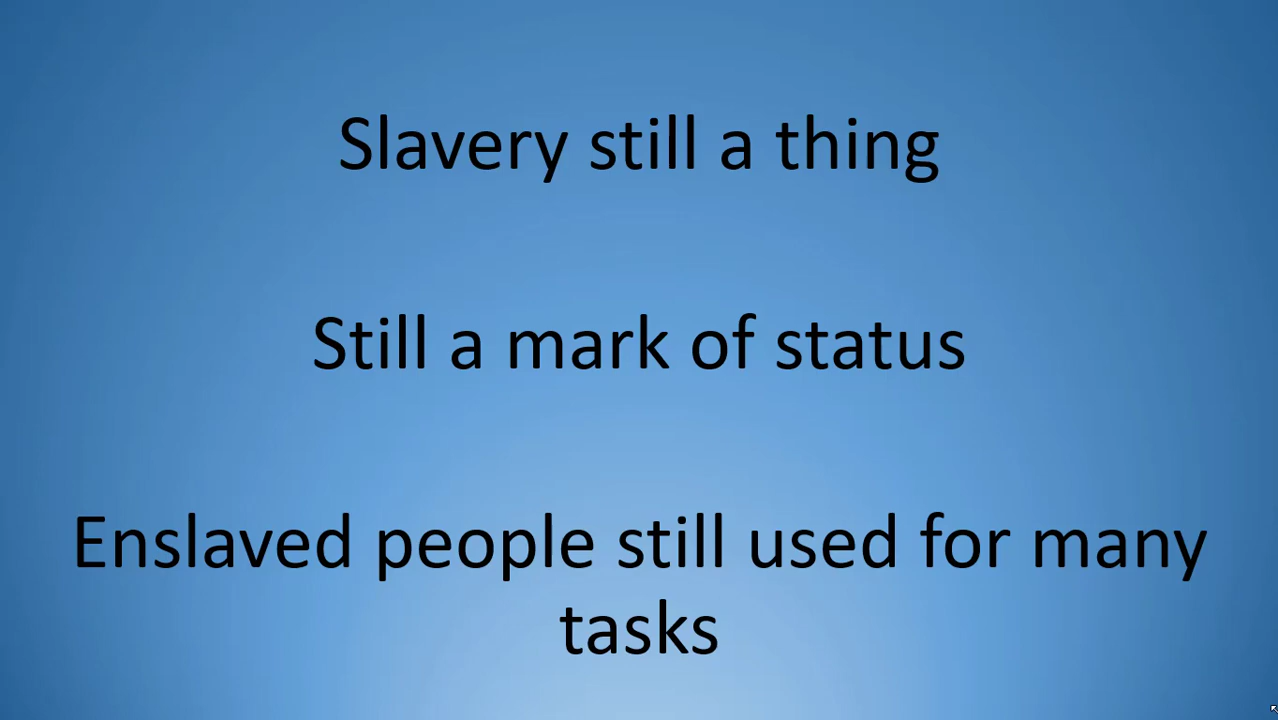 Slavery still a thing
Still a mark of status
Enslaved people still used for many
tasks